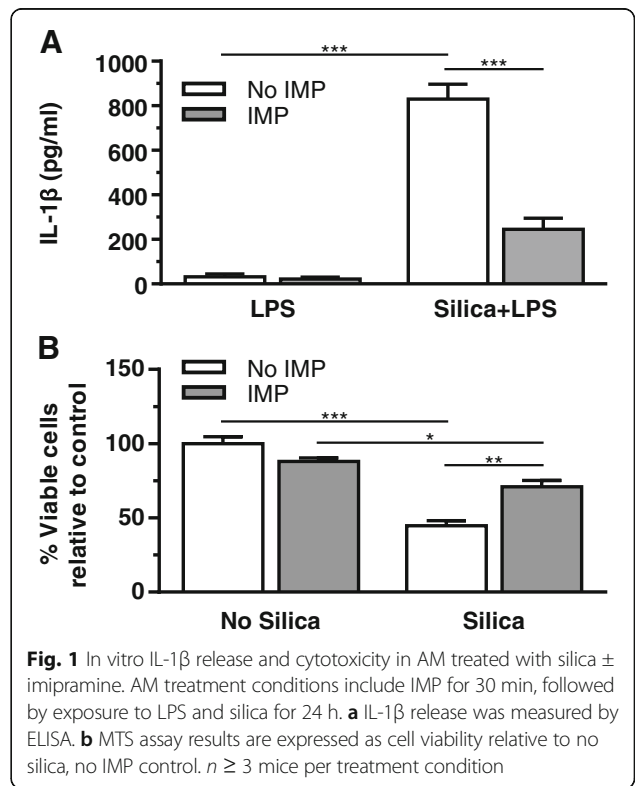 A
***
***
1000
800
600
400
200
0
IL-1β (pg/ml)
No IMP
IMP
LPS
Silica+LPS
B
150
100
50
0
% Viable cells
relative to control
No IMP
IMP
***
*
**
No Silica
Silica
Fig. 1 In vitro IL-1β release and cytotoxicity in AM treated with silica ±
imipramine. AM treatment conditions include IMP for 30 min, followed
by exposure to LPS and silica for 24 h. a IL-1β release was measured by
ELISA. b MTS assay results are expressed as cell viability relative to no
silica, no IMP control. n ≥ 3 mice per treatment condition